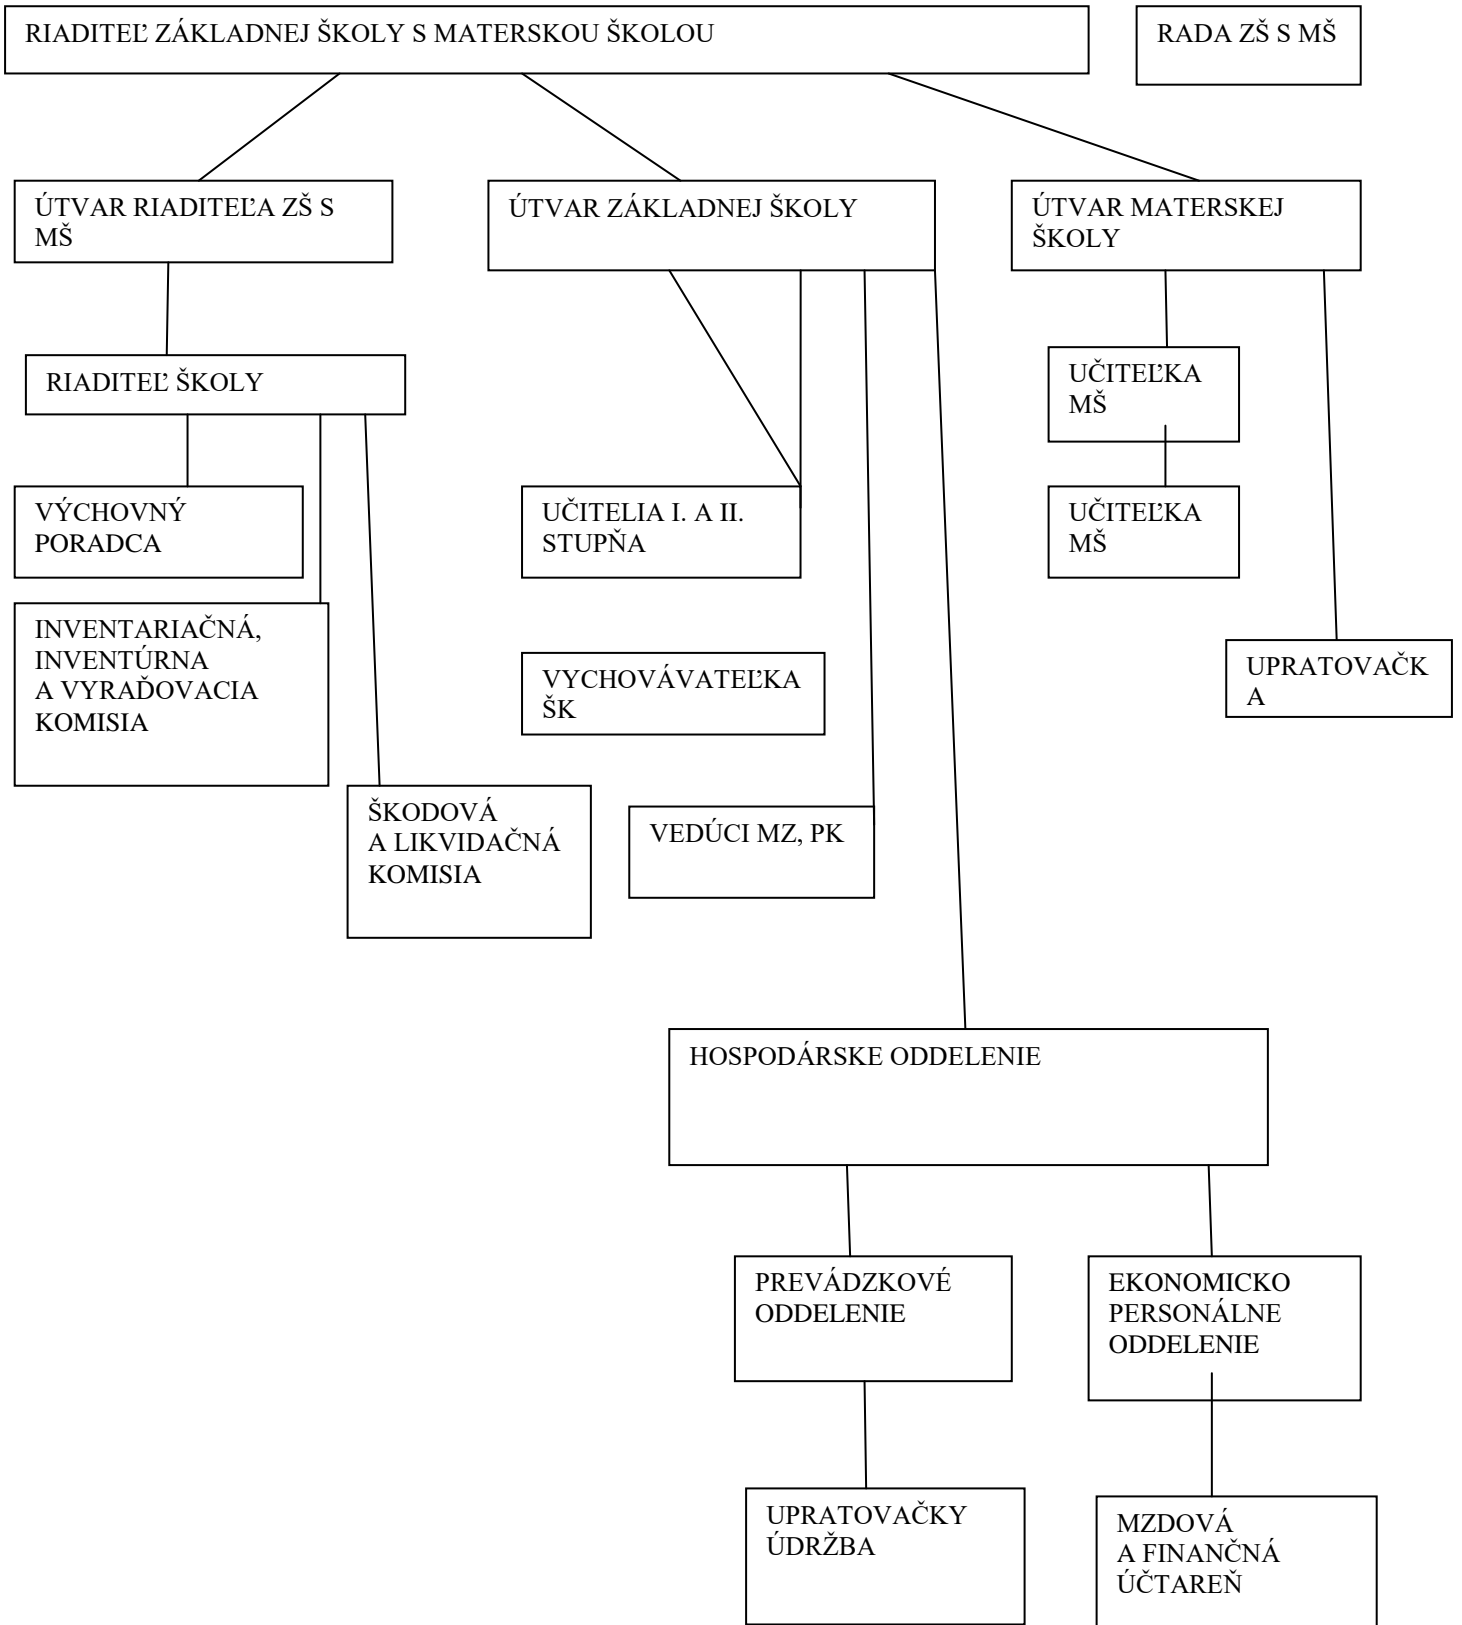 RIADITEĽ ZÁKLADNEJ ŠKOLY S MATERSKOU ŠKOLOU
RADA ZŠ S MŠ
ÚTVAR RIADITEĽA ZŠ S
MŠ
ÚTVAR ZÁKLADNEJ ŠKOLY
ÚTVAR MATERSKEJ
ŠKOLY
RIADITEĽ ŠKOLY
UČITEĽKA
MŠ
VÝCHOVNÝ
PORADCA
UČITELIA I. A II.
STUPŇA
UČITEĽKA
MŠ
INVENTARIAČNÁ,
INVENTÚRNA
A VYRAĎOVACIA
KOMISIA
VYCHOVÁVATEĽKA
ŠK
UPRATOVAČK
A
ŠKODOVÁ
A LIKVIDAČNÁ
KOMISIA
VEDÚCI MZ, PK
HOSPODÁRSKE ODDELENIE
PREVÁDZKOVÉ
ODDELENIE
EKONOMICKO
PERSONÁLNE
ODDELENIE
UPRATOVAČKY
ÚDRŽBA
MZDOVÁ
A FINANČNÁ
ÚČTAREŇ